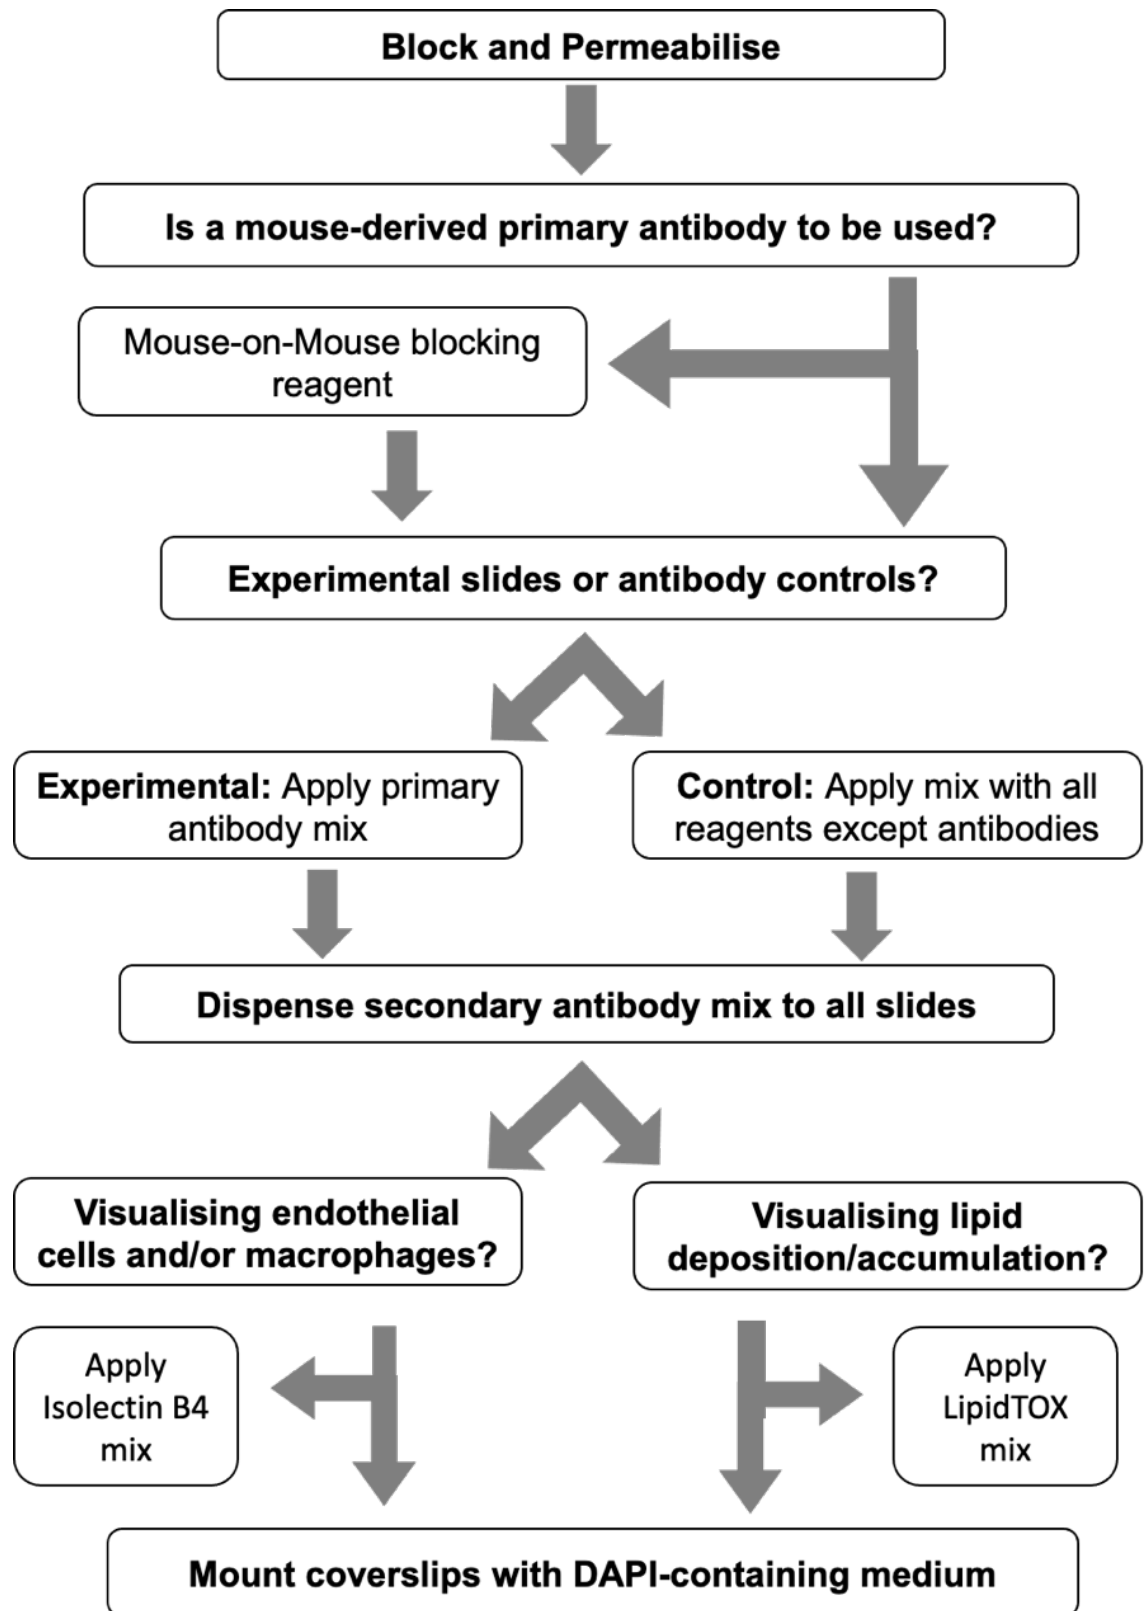 Block and Permeabilise
Is a mouse-derived primary antibody to be used?
Mouse-on-Mouse blocking
reagent
Experimental slides or antibody controls?
Experimental: Apply primary
antibody mix
Control: Apply mix with all
reagents except antibodies
Dispense secondary antibody mix to all slides
Visualising endothelial
cells and/or macrophages?
Visualising lipid
deposition/accumulation?
Apply
Isolectin B4
mix
Apply
LipidTOX
mix
Mount coverslips with DAPI-containing medium